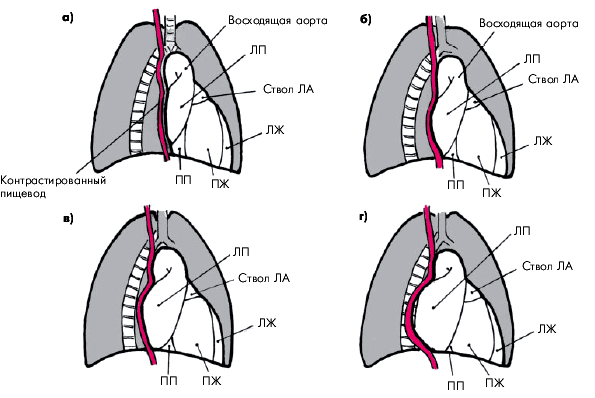 а)
Восходящая аорта
ЛП
Ствол ЛА
ЛЖ
Контрастированный
пищевод
ПП
ПЖ
б)
Восходящая аорта
ЛП
Ствол ЛА
ЛЖ
ПП
ПЖ
в)
ЛП
Ствол ЛА
ЛЖ
ПП
ПЖ
г)
ЛП
Ствол ЛА
ЛЖ
ПП
ПЖ